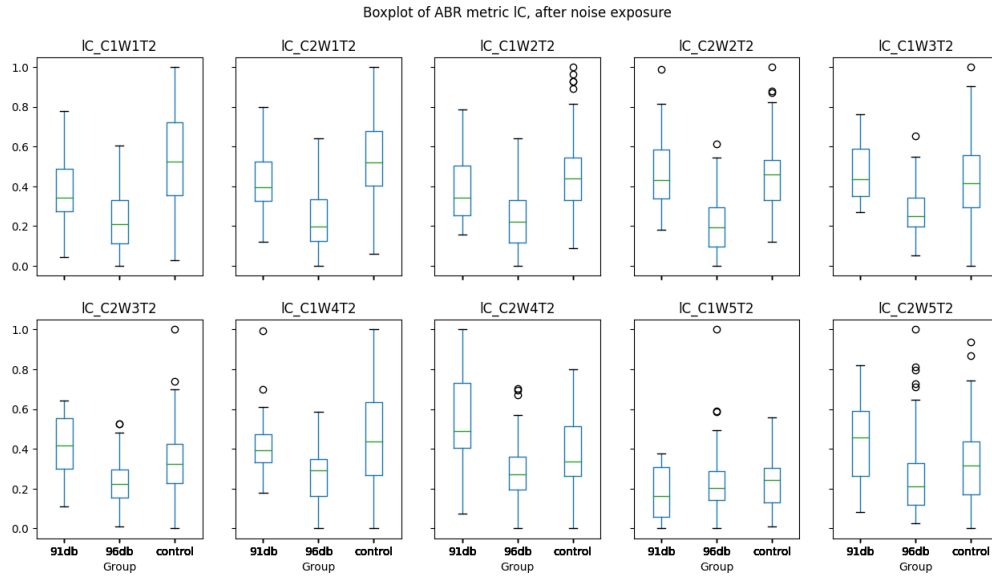 Boxplot of ABR metric lC, after noise exposure
lC_C1W1T2 lC_C2W1T2 lC_C1W2T2 lC_C2W2T2 lC_C1W3T2
1.0
0.8
0.6
0.4
0.2
0.0
lC_C2W3T2 lC_C1W4T2 lC_C2W4T2 lC_C1W5T2 lC_C2W5T2
1.0
0.8
0.6
0.4
0.2
0.0
91db 96db control 91db 96db control 91db 96db control 91db 96db control 91db 96db control
Group Group Group Group Group